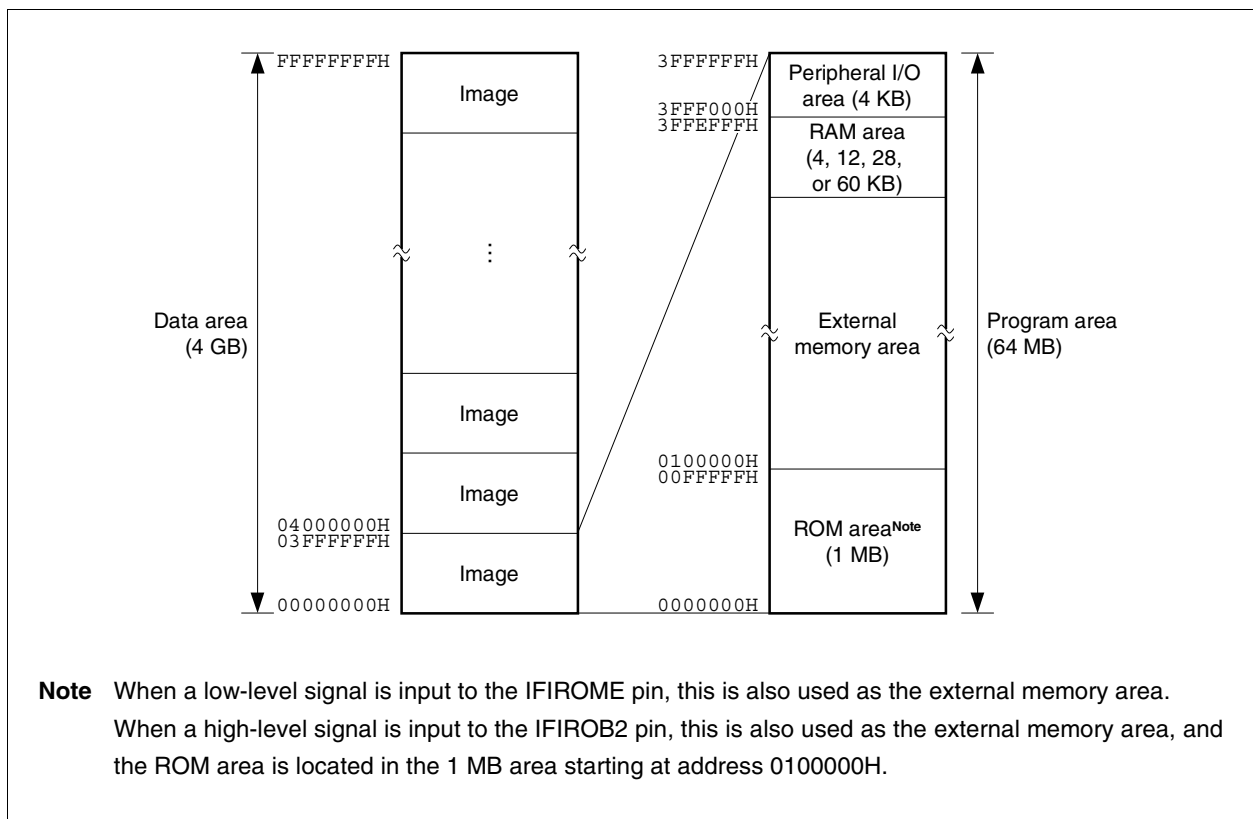 FFFFFFFFH
Image
⋮
Data area
(4 GB)
Image
Image
04000000H
03FFFFFFH
Image
00000000H
3FFFFFFH
Peripheral I/O
area (4 KB)
3FFF000H
3FFEFFFH
RAM area
(4, 12, 28,
or 60 KB)
External
memory area
Program area
(64 MB)
0100000H
00FFFFFH
ROM areaNote
(1 MB)
0000000H
Note When a low-level signal is input to the IFIROME pin, this is also used as the external memory area.
When a high-level signal is input to the IFIROB2 pin, this is also used as the external memory area, and
the ROM area is located in the 1 MB area starting at address 0100000H.